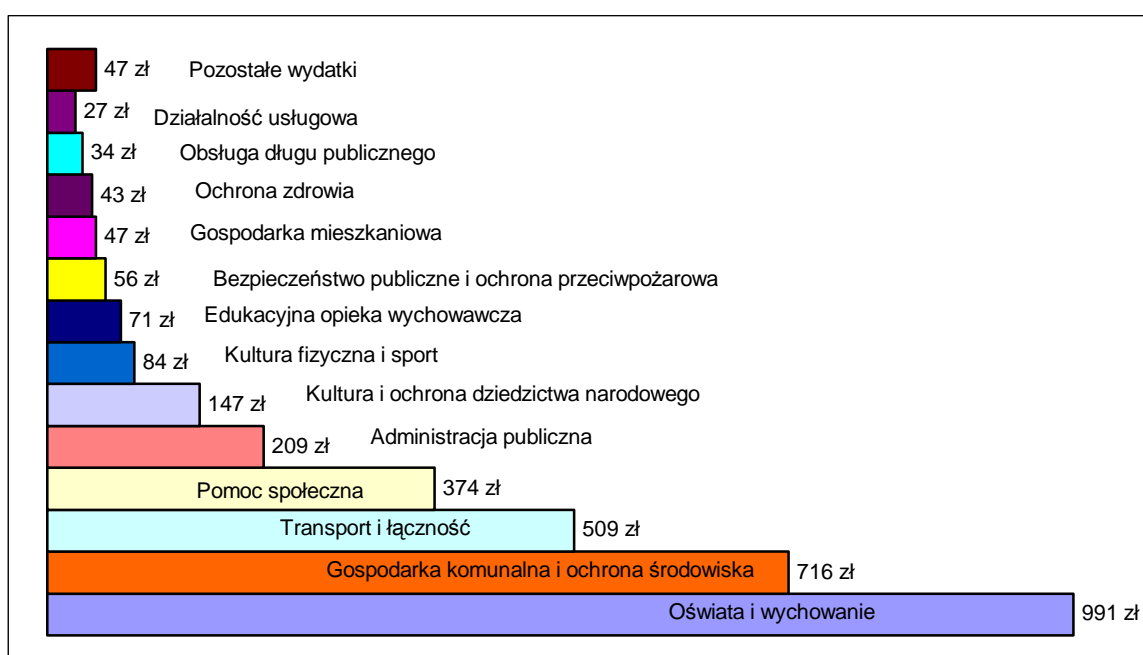 47 zł Pozostałe wydatki
27 zł Działalność usługowa
34 zł Obsługa długu publicznego
43 zł Ochrona zdrowia
47 zł Gospodarka mieszkaniowa
56 zł Bezpieczeństwo publiczne i ochrona przeciwpożarowa
71 zł Edukacyjna opieka wychowawcza
84 zł Kultura fizyczna i sport
147 zł Kultura i ochrona dziedzictwa narodowego
209 zł Administracja publiczna
Pomoc społeczna 374 zł
Transport i łączność 509 zł
Gospodarka komunalna i ochrona środowiska 716 zł
Oświata i wychowanie 991 zł